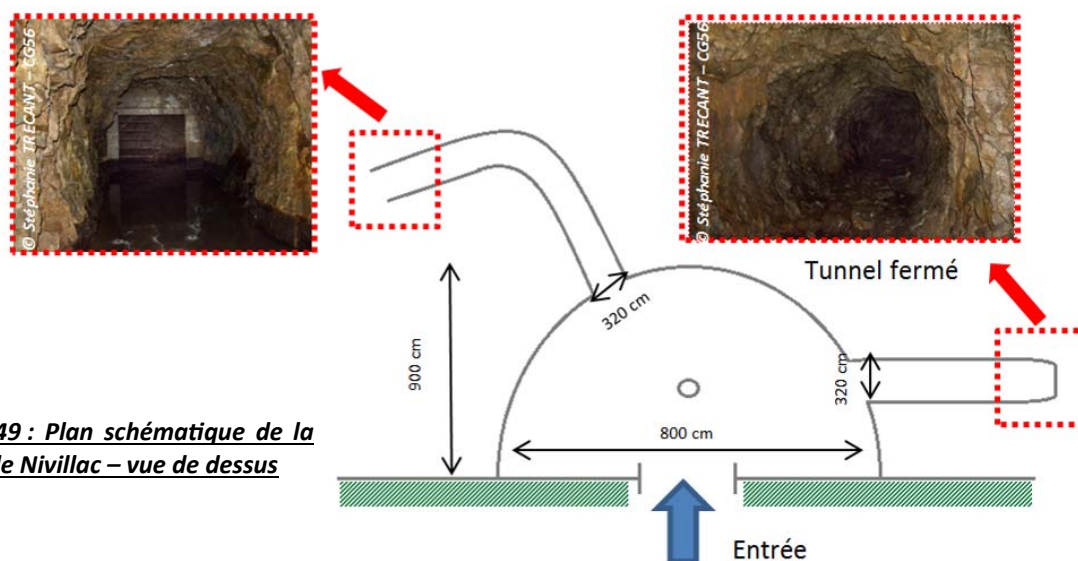 © Stéphanie TRECANT – CG56
© Stéphanie TRECANT – CG56
Tunnel fermé
320 cm
320 cm
900 cm
800 cm
49 : Plan schématique de la
de Nivillac – vue de dessus
Entrée